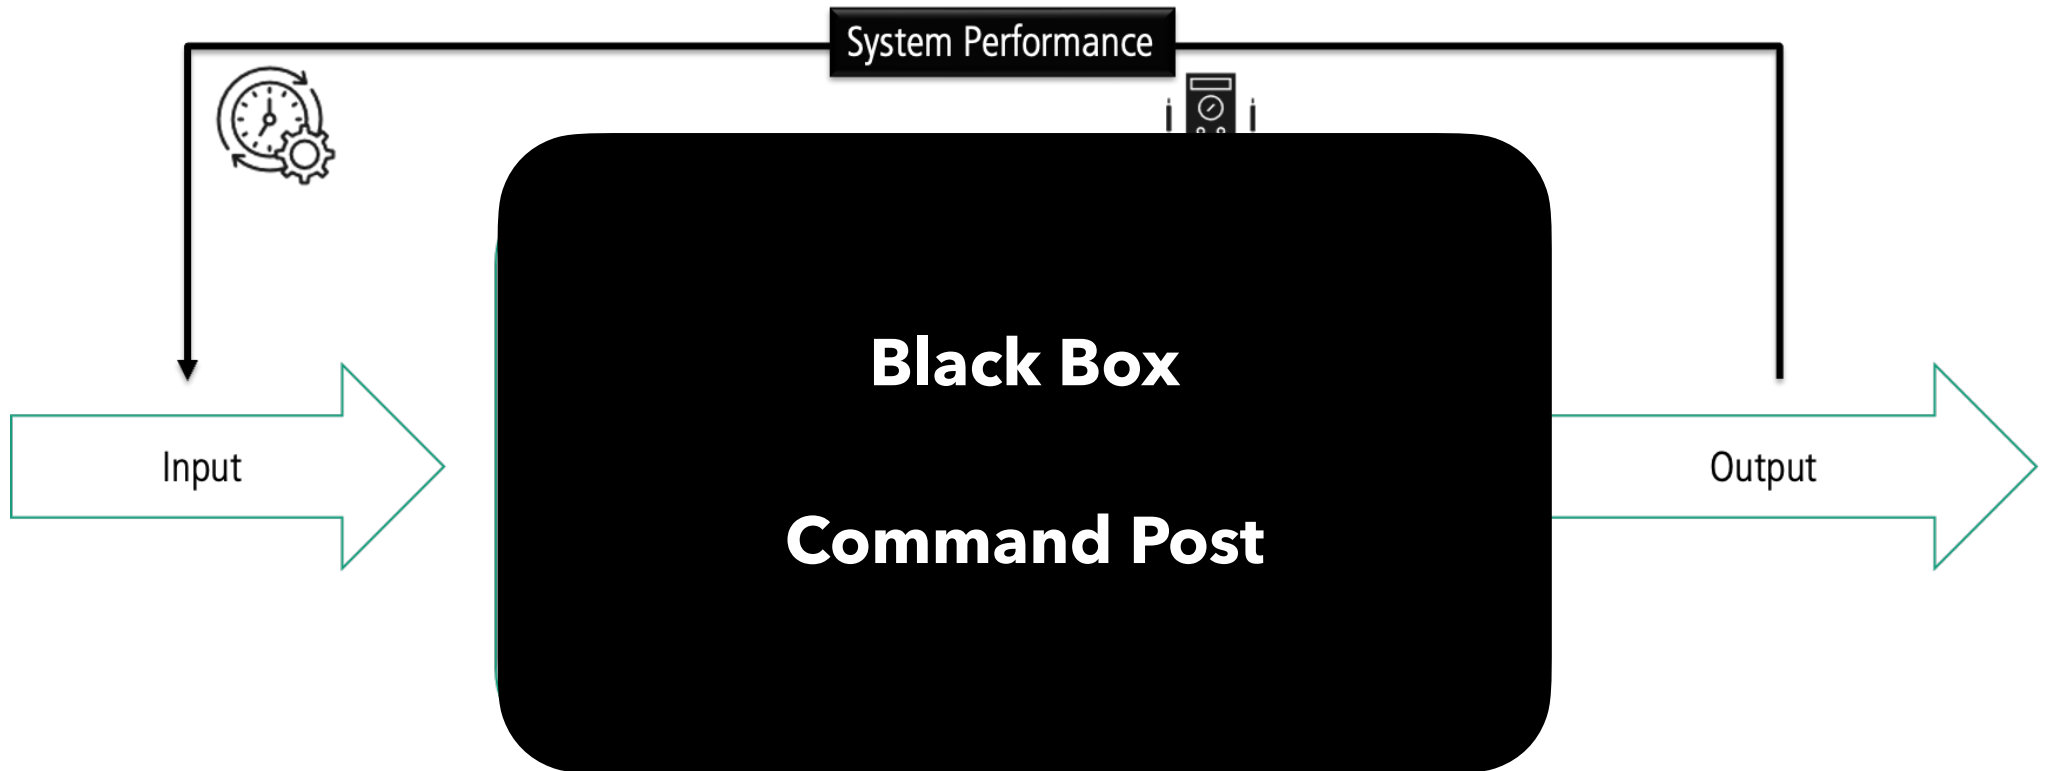 System Performance
Black Box
Input
Output
Command Post